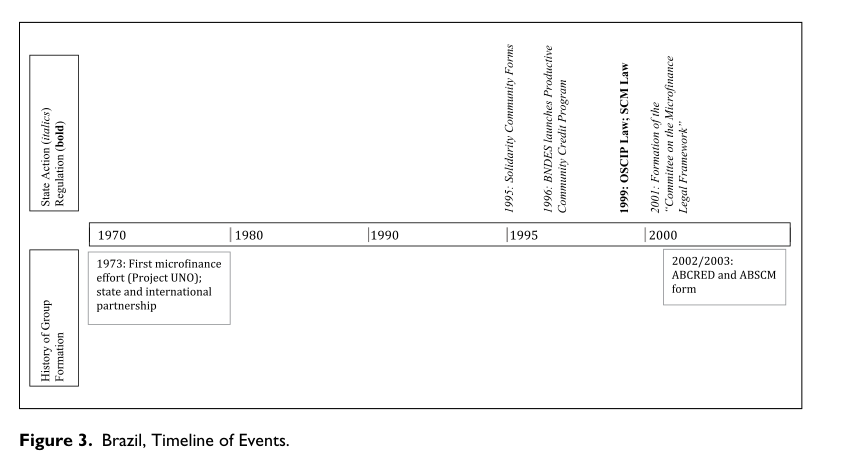 State Action (italics)
Regulation (bold)
1995: Solidarity Community Forms
1996: BNDES launches Productive
Community Credit Program
1999: OSCIP Law; SCM Law
2001: Formation of the
"Committee on the Microfinance
Legal Framework"
1970
1980
1990
1995
2000
History of Group
Formation
1973: First microfinance
effort (Project UNO);
state and international
partnership
2002/2003:
ABCRED and ABSCM
form
Figure 3. Brazil, Timeline of Events.